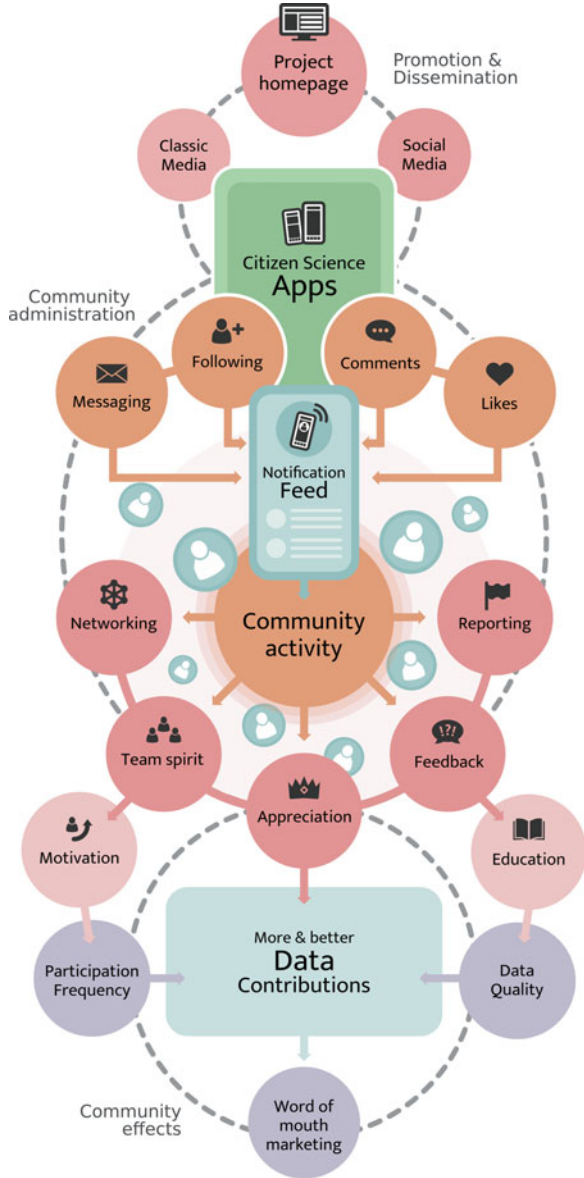 Project
homepage
Promotion &
Dissemination
Classic
Media
Social
Media
Citizen Science
Apps
Community
administration
Following
Comments
Messaging
Likes
Notification
Feed
Networking
Community
activity
Reporting
Team spirit
Feedback
Appreciation
Motivation
Education
More & better
Data
Contributions
Participation
Frequency
Data
Quality
Community
effects
Word of
mouth
marketing